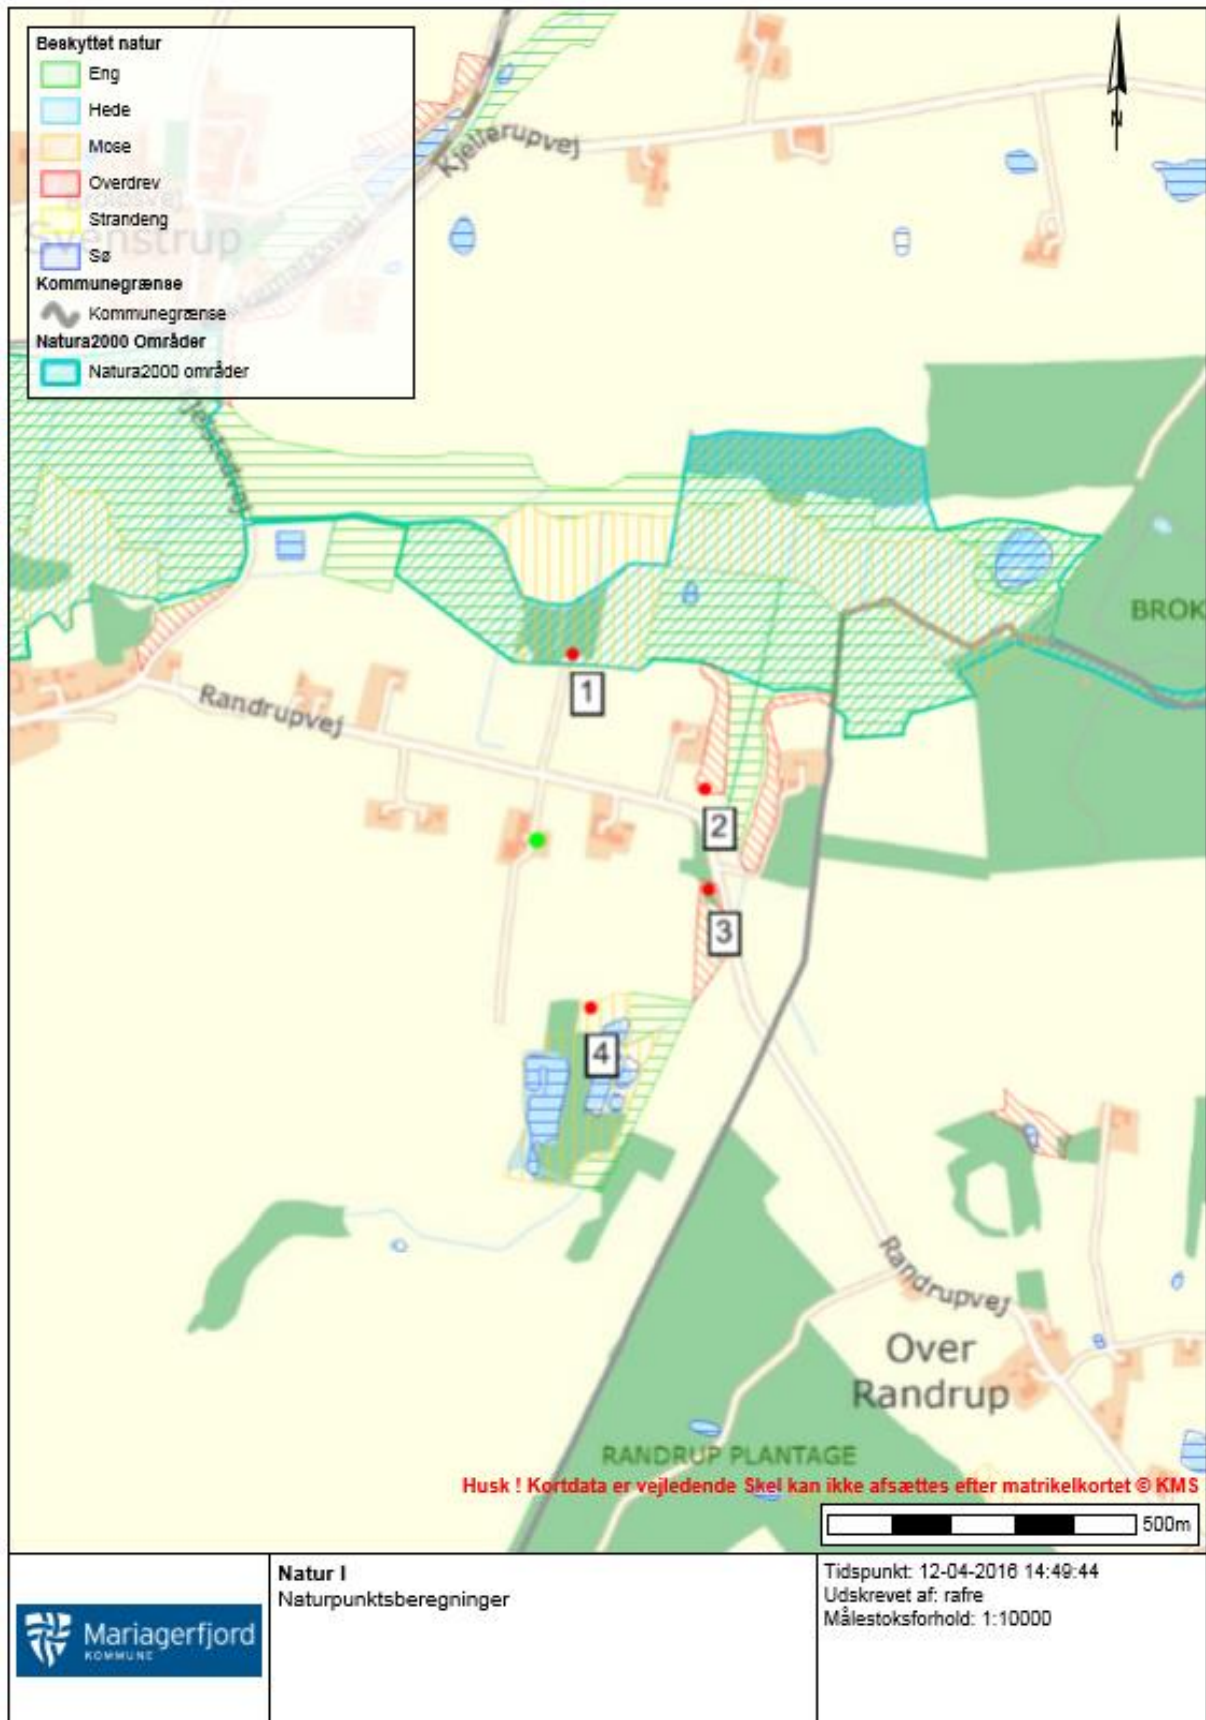 Beskyttet natur
Eng
Hede
Mose
Overdrev
Strandeng
Sø
Kommunegrænse
Kommunegrænse
Natura2000 Områder
Natura2000 områder
Svenstrup
Kjellerupvej
N
BROK
1
Randrupvej
2
3
4
Randrupvej
Over
Randrup
RANDRUP PLANTAGE
Husk ! Kortdata er vejledende Skel kan ikke afsættes efter matrikelkortet © KMS
500m
Mariagerfjord
KOMMUNE
Natur I
Naturpunktsberegninger
Tidspunkt: 12-04-2016 14:49:44
Udskrevet af: rafre
Målestoksforhold: 1:10000